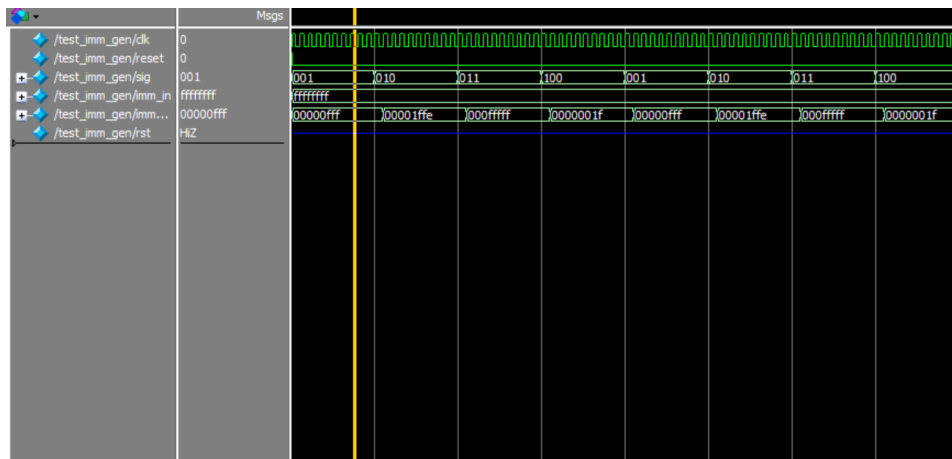 Msgs
/test_imm_gen/clk 0
/test_imm_gen/reset 0
/test_imm_gen/sig 001 001 010 011 100 001 010 011 100
/test_imm_gen/imm_in ffffffff ffffffff
/test_imm_gen/imm... 00000fff 00000fff 00001ffe 000fffff 0000001f 00000fff 00001ffe 000fffff 0000001f
/test_imm_gen/rst HiZ